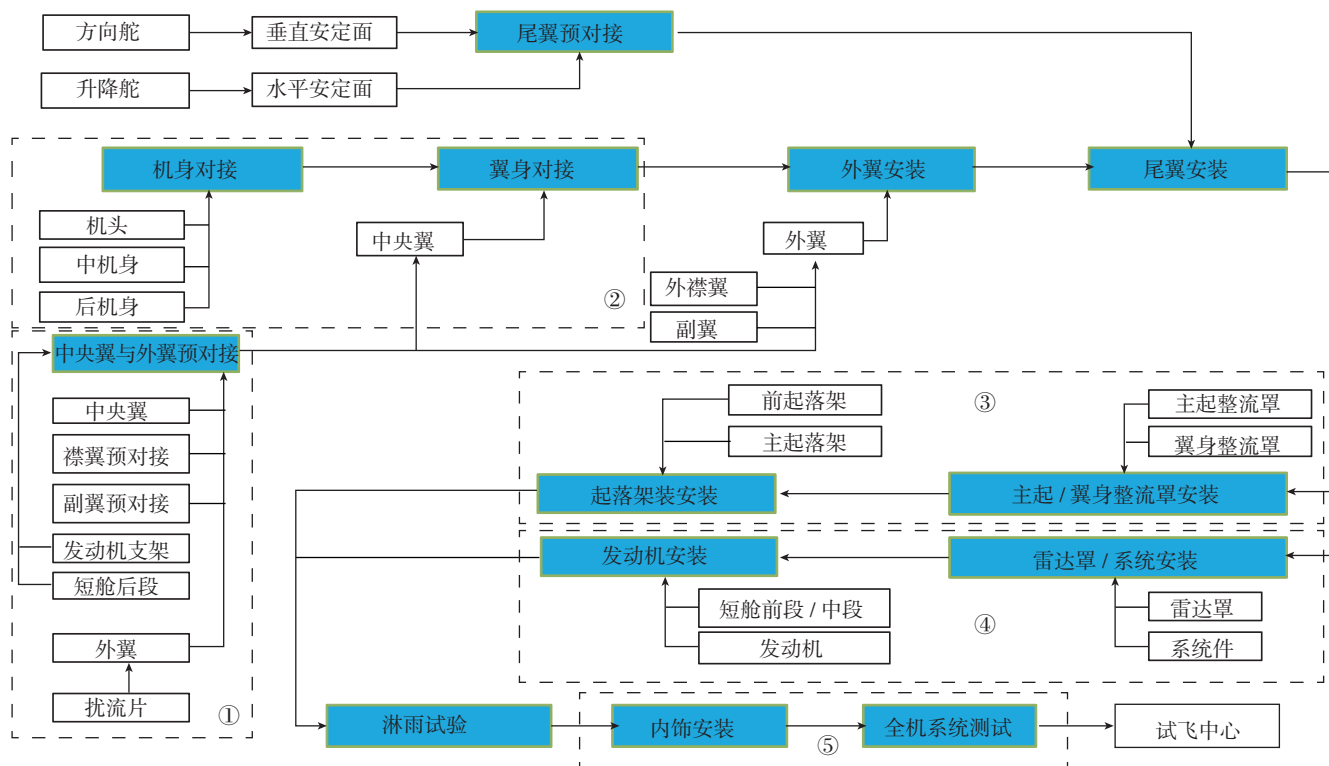 方向舵
垂直安定面
尾翼预对接
升降舵
水平安定面
机身对接
翼身对接
外翼安装
尾翼安装
机头
中机身
后机身
中央翼
②
外翼
外襟翼
副翼
中央翼与外翼预对接
中央翼
襟翼预对接
副翼预对接
发动机支架
短舱后段
外翼
扰流片
①
前起落架
主起落架
③
主起整流罩
翼身整流罩
起落架装安装
主起 / 翼身整流罩安装
发动机安装
雷达罩 / 系统安装
短舱前段 / 中段
发动机
④
雷达罩
系统件
淋雨试验
内饰安装
⑤
全机系统测试
试飞中心